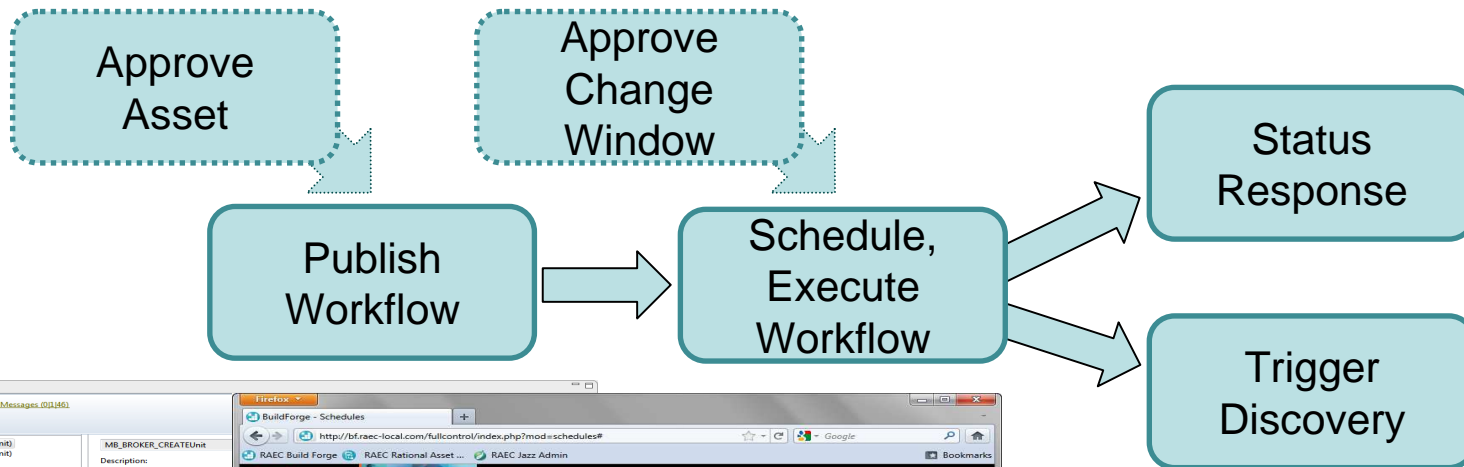 Approve
Asset
Approve
Change
Window
Status
Response
Publish
Workflow
Schedule,
Execute
Workflow
Trigger
Discovery
Messages (0|1|46)
nit)
nit)
MB_BROKER_CREATEUnit
Description:
Firefox
BuildForge - Schedules
http://bf.raec-local.com/fullcontrol/index.php?mod=schedules#
Google
RAEC Build Forge RAEC Rational Asset ... RAEC Jazz Admin
Bookmarks